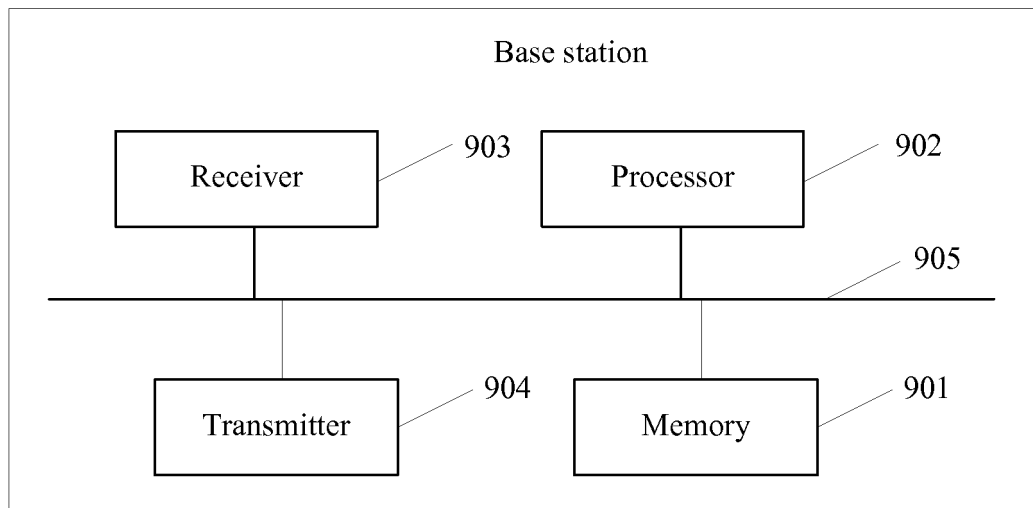 Base station
Receiver
903
Processor
902
905
Transmitter
904
Memory
901